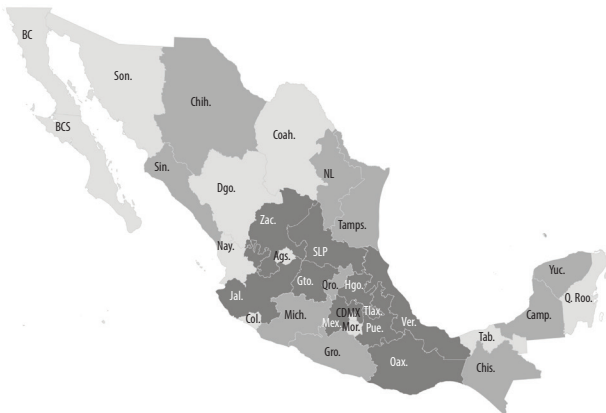 BC
Son.
Chih.
BCS
Coah.
Sin.
NL
Dgo.
Zac.
Tamps.
Nay.
Ags.
SLP
Gto.
Qro.
Hgo.
Yuc.
Jal.
Q. Roo.
Col.
Mich.
Mex.
CDMX
Mor.
Tlax.
Pue.
Ver.
Camp.
Tab.
Gro.
Oax.
Chis.